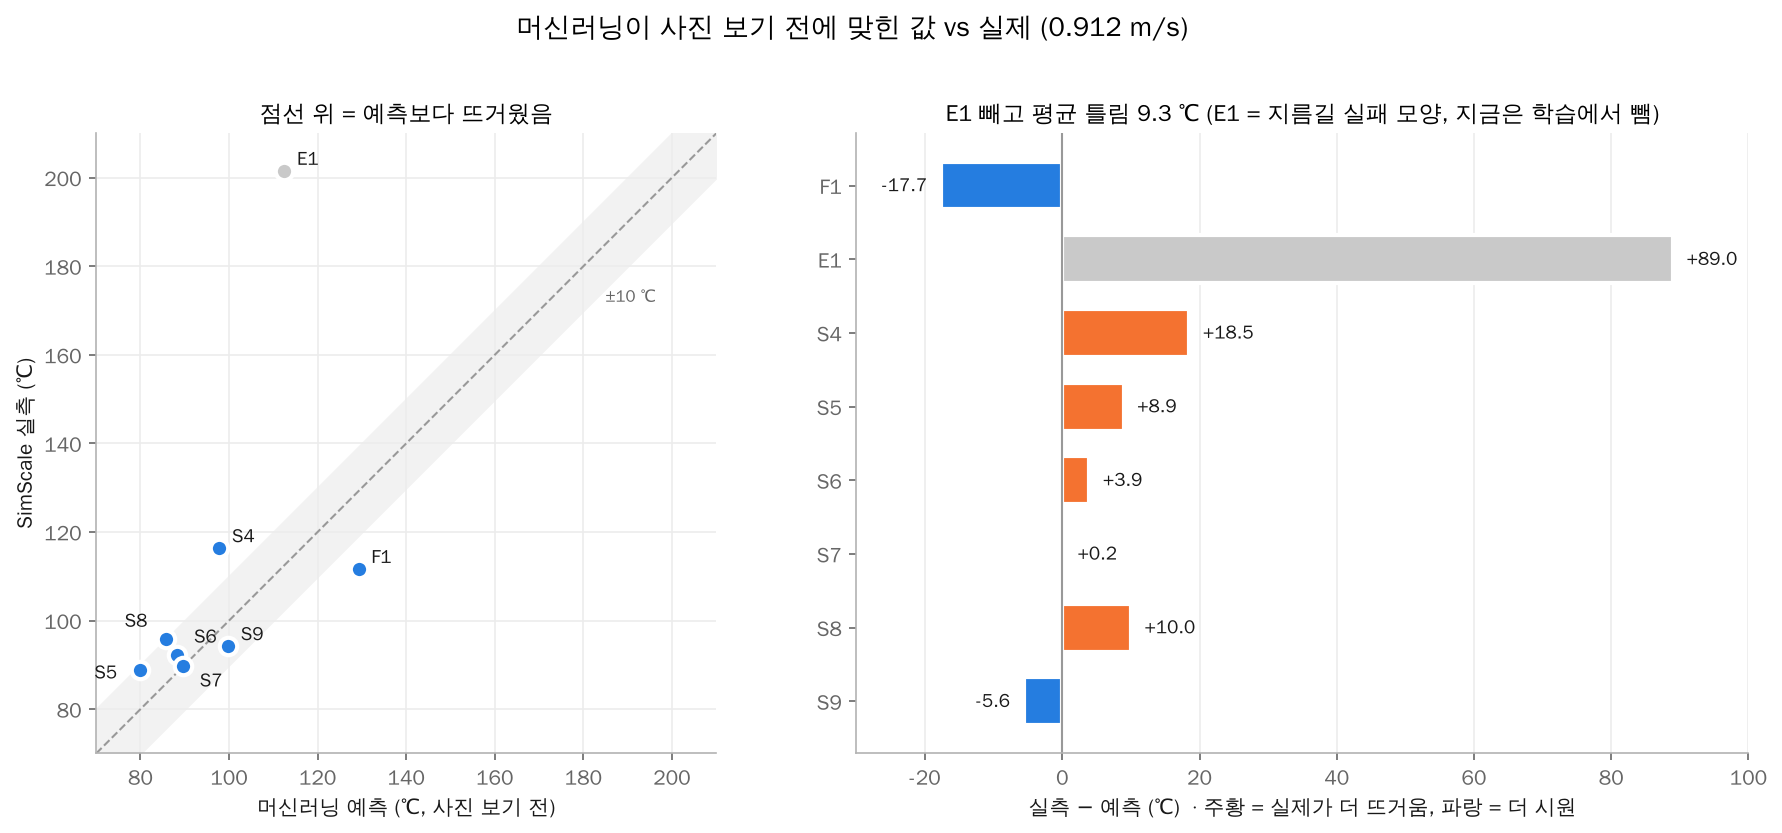 머신러닝이 사진 보기 전에 맞힌 값 vs 실제 (0.912 m/s)
점선 위 = 예측보다 뜨거웠음
200
180
160
140
120
100
80
SimScale 실측 (℃)
E1
±10 ℃
S4
F1
S8
S6
S9
S5
S7
80
100
120
140
160
180
200
머신러닝 예측 (℃, 사진 보기 전)
E1 빼고 평균 틀림 9.3 ℃ (E1 = 지름길 실패 모양, 지금은 학습에서 뺌)
F1
-17.7
E1
+89.0
S4
+18.5
S5
+8.9
S6
+3.9
S7
+0.2
S8
+10.0
S9
-5.6
-20
0
20
40
60
80
100
실측 − 예측 (℃) · 주황 = 실제가 더 뜨거움, 파랑 = 더 시원